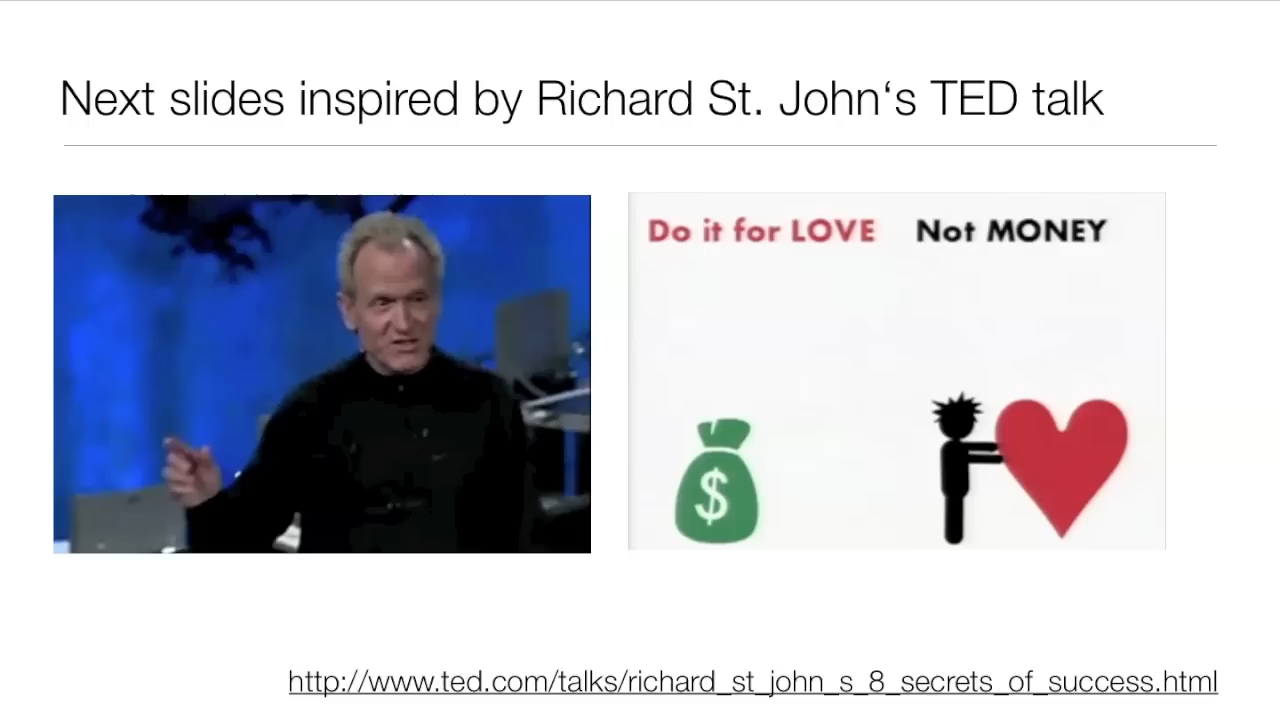 Next slides inspired by Richard St. John‘s TED talk
Do it for LOVE Not MONEY
$
http://www.ted.com/talks/richard_st_john_s_8_secrets_of_success.html